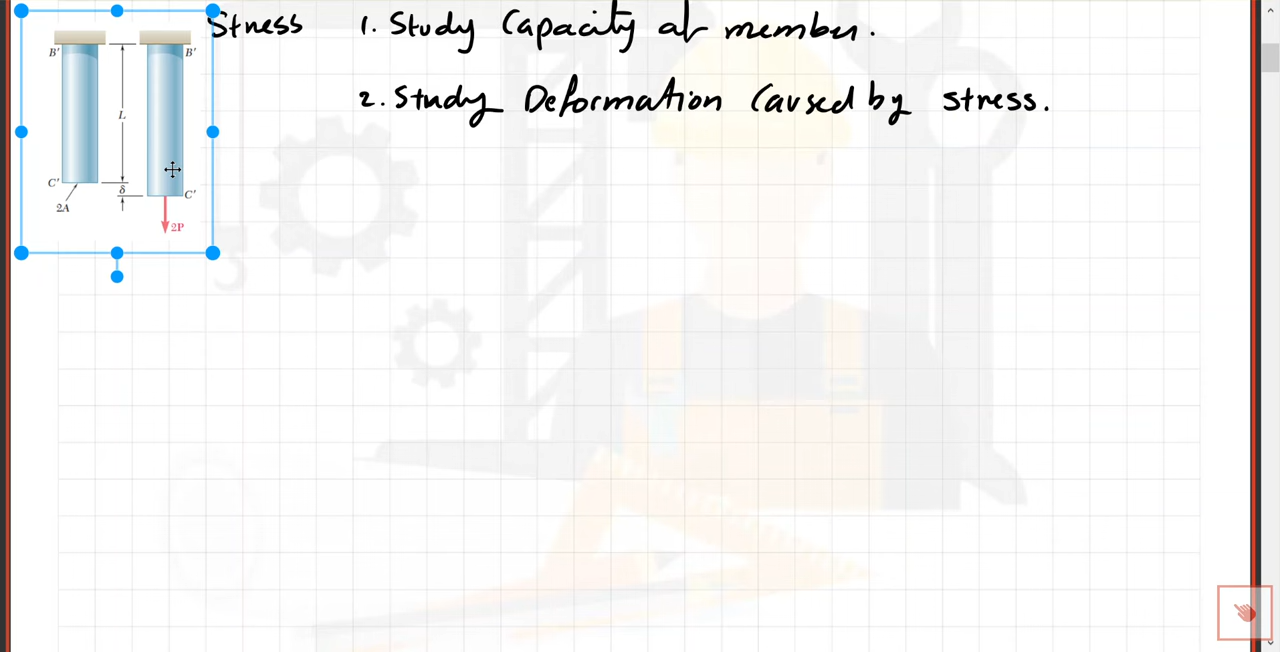 Stress 1. Study Capacity of member.
2. Study Deformation Caused by stress.
B' B'
L
C' δ C'
2A
2P